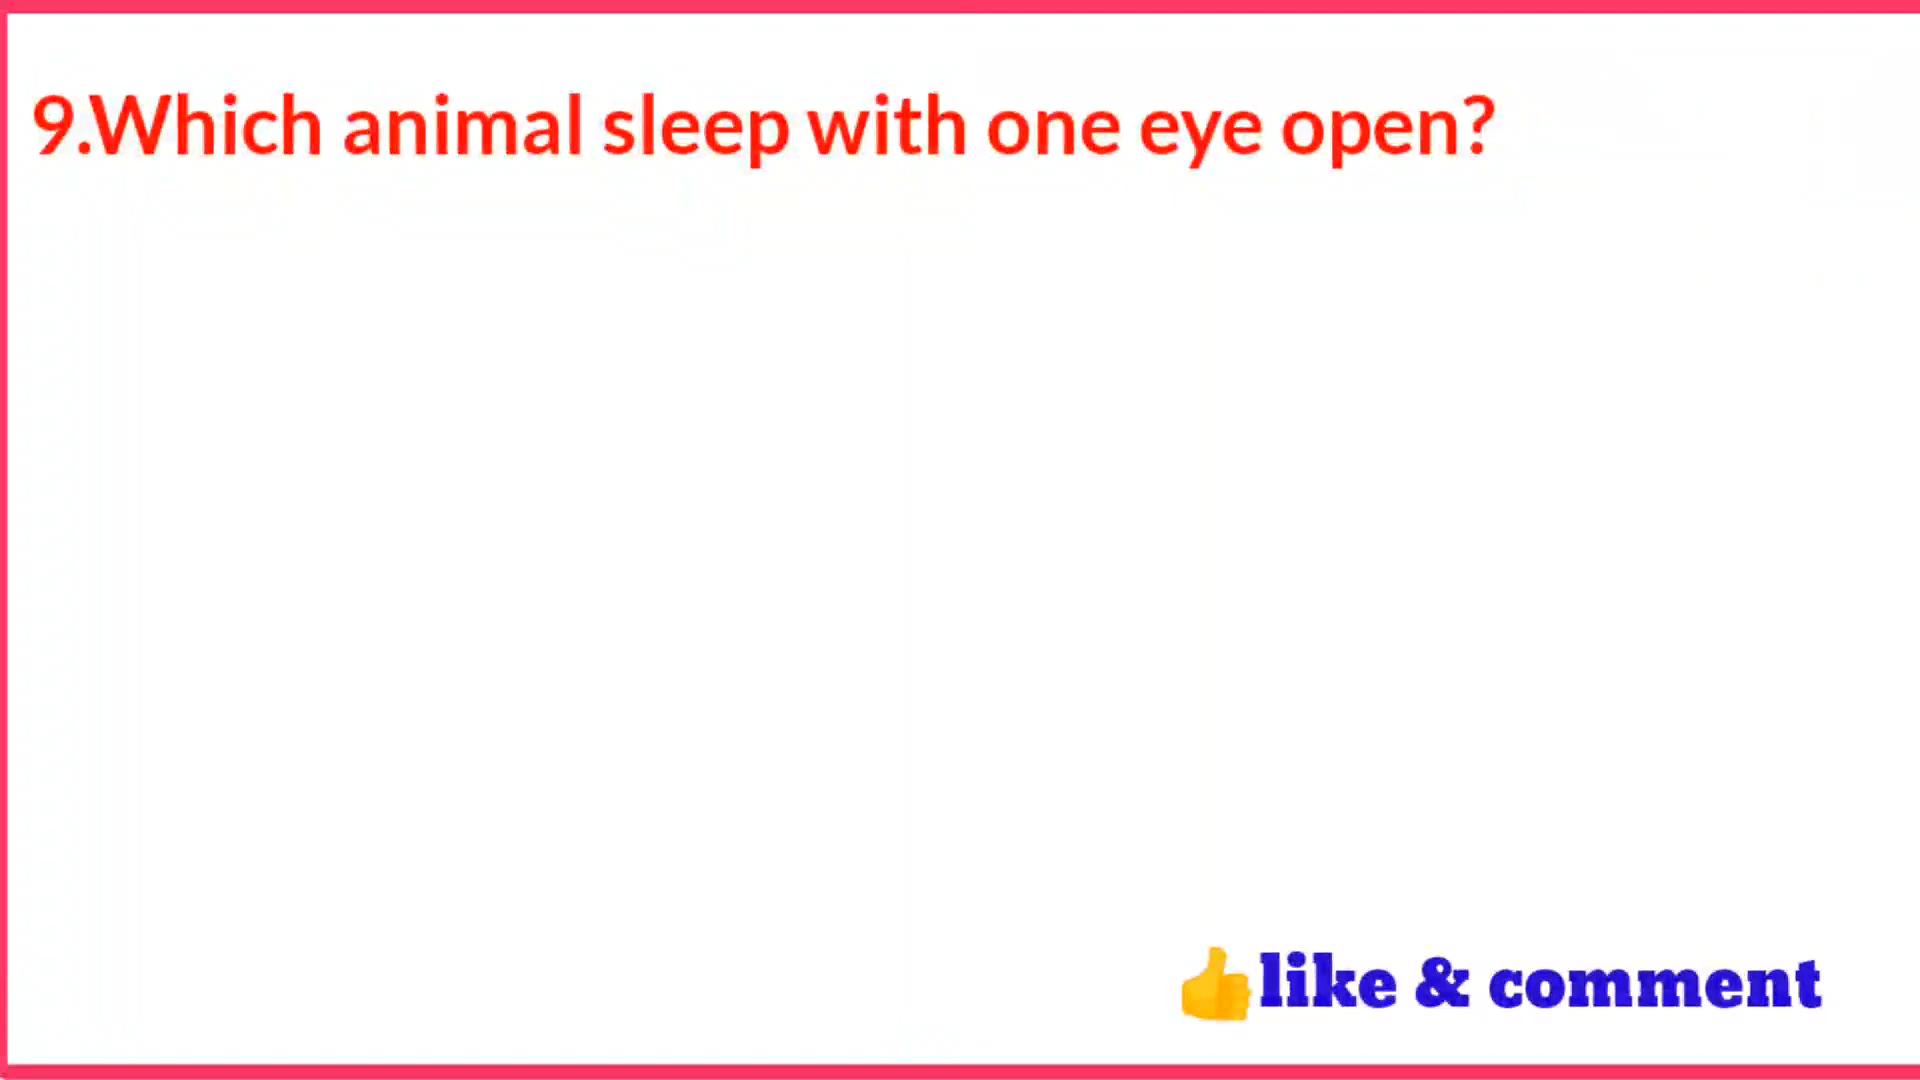 9.Which animal sleep with one eye open?
👍like & comment